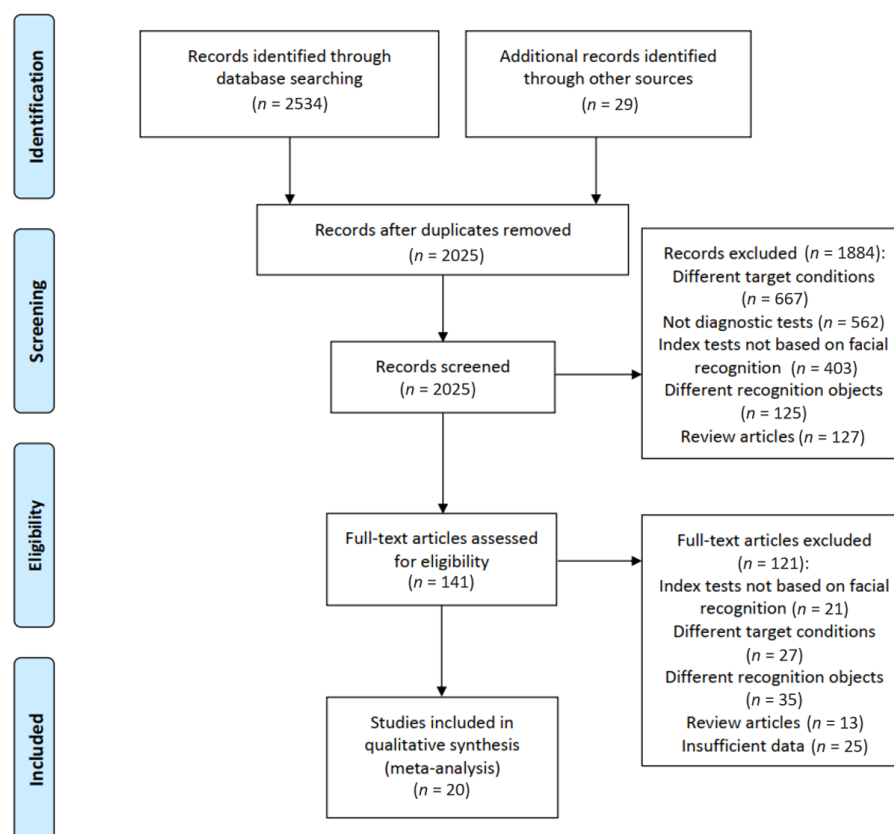 Identification
Records identified through
database searching
(n = 2534)
Additional records identified
through other sources
(n = 29)
Records after duplicates removed
(n = 2025)
Screening
Records screened
(n = 2025)
Records excluded (n = 1884):
Different target conditions
(n = 667)
Not diagnostic tests (n = 562)
Index tests not based on facial
recognition (n = 403)
Different recognition objects
(n = 125)
Review articles (n = 127)
Eligibility
Full-text articles assessed
for eligibility
(n = 141)
Full-text articles excluded
(n = 121):
Index tests not based on facial
recognition (n = 21)
Different target conditions
(n = 27)
Different recognition objects
(n = 35)
Review articles (n = 13)
Insufficient data (n = 25)
Included
Studies included in
qualitative synthesis
(meta-analysis)
(n = 20)